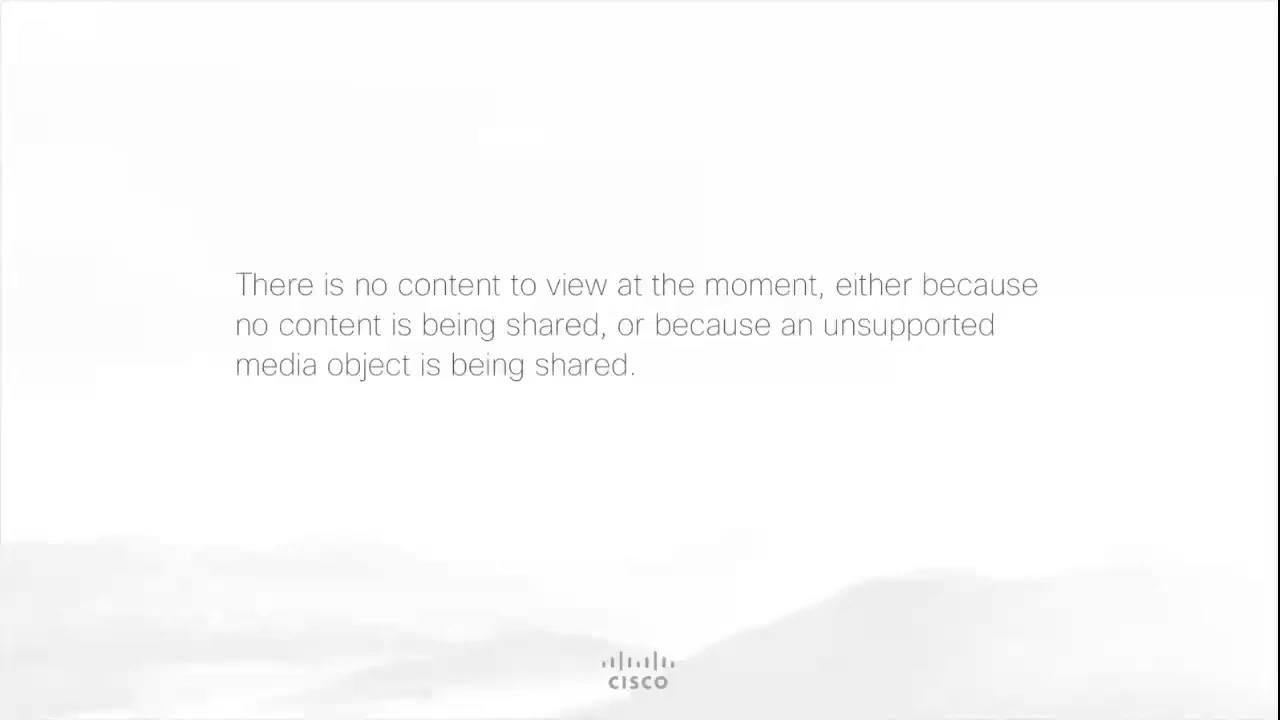 There is no content to view at the moment, either because
no content is being shared, or because an unsupported
media object is being shared.
CISCO